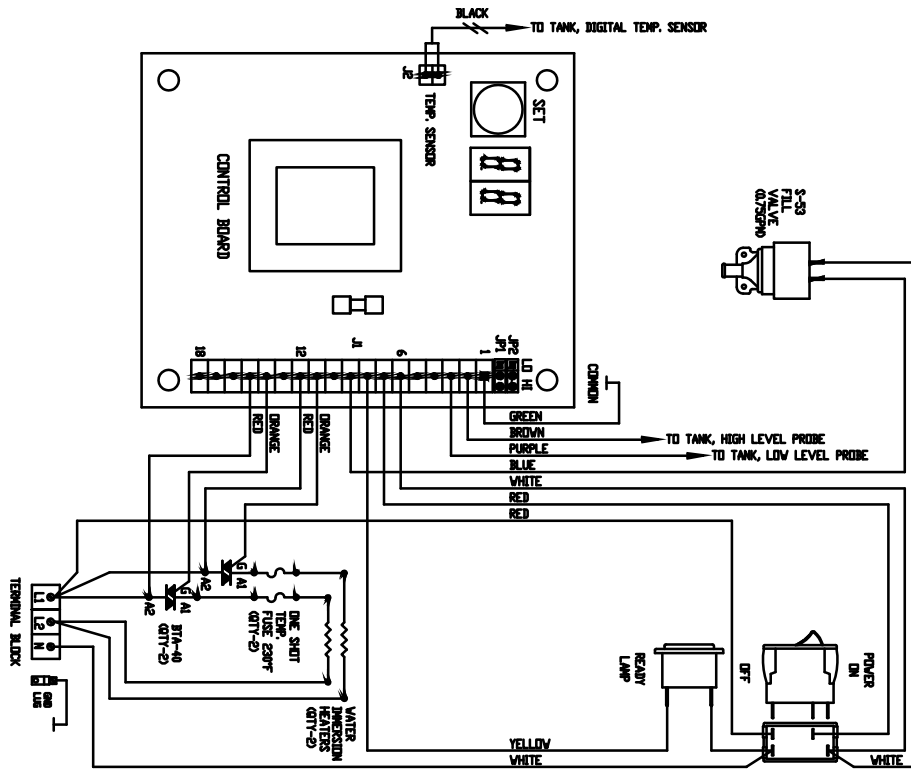 BLACK
TO TANK, DIGITAL TEMP. SENSOR
J2
TEMP. SENSOR
SET
CONTROL BOARD
S-53
FILL
VALVE
(0.75GPM)
18
12
J1
6
1
JP1
JP2
LO
HI
COMMON
GREEN
BROWN
TO TANK, HIGH LEVEL PROBE
PURPLE
TO TANK, LOW LEVEL PROBE
BLUE
WHITE
RED
RED
RED
ORANGE
RED
ORANGE
A2
G
A1
A2
G
A1
BTA-40
(QTY-2)
ONE SHOT
TEMP.
FUSE 230°F
(QTY-2)
TERMINAL BLOCK
L1
L2
N
GND
LUG
WATER
IMMERSION
HEATERS
(QTY-2)
READY
LAMP
OFF
POWER
ON
YELLOW
WHITE
WHITE